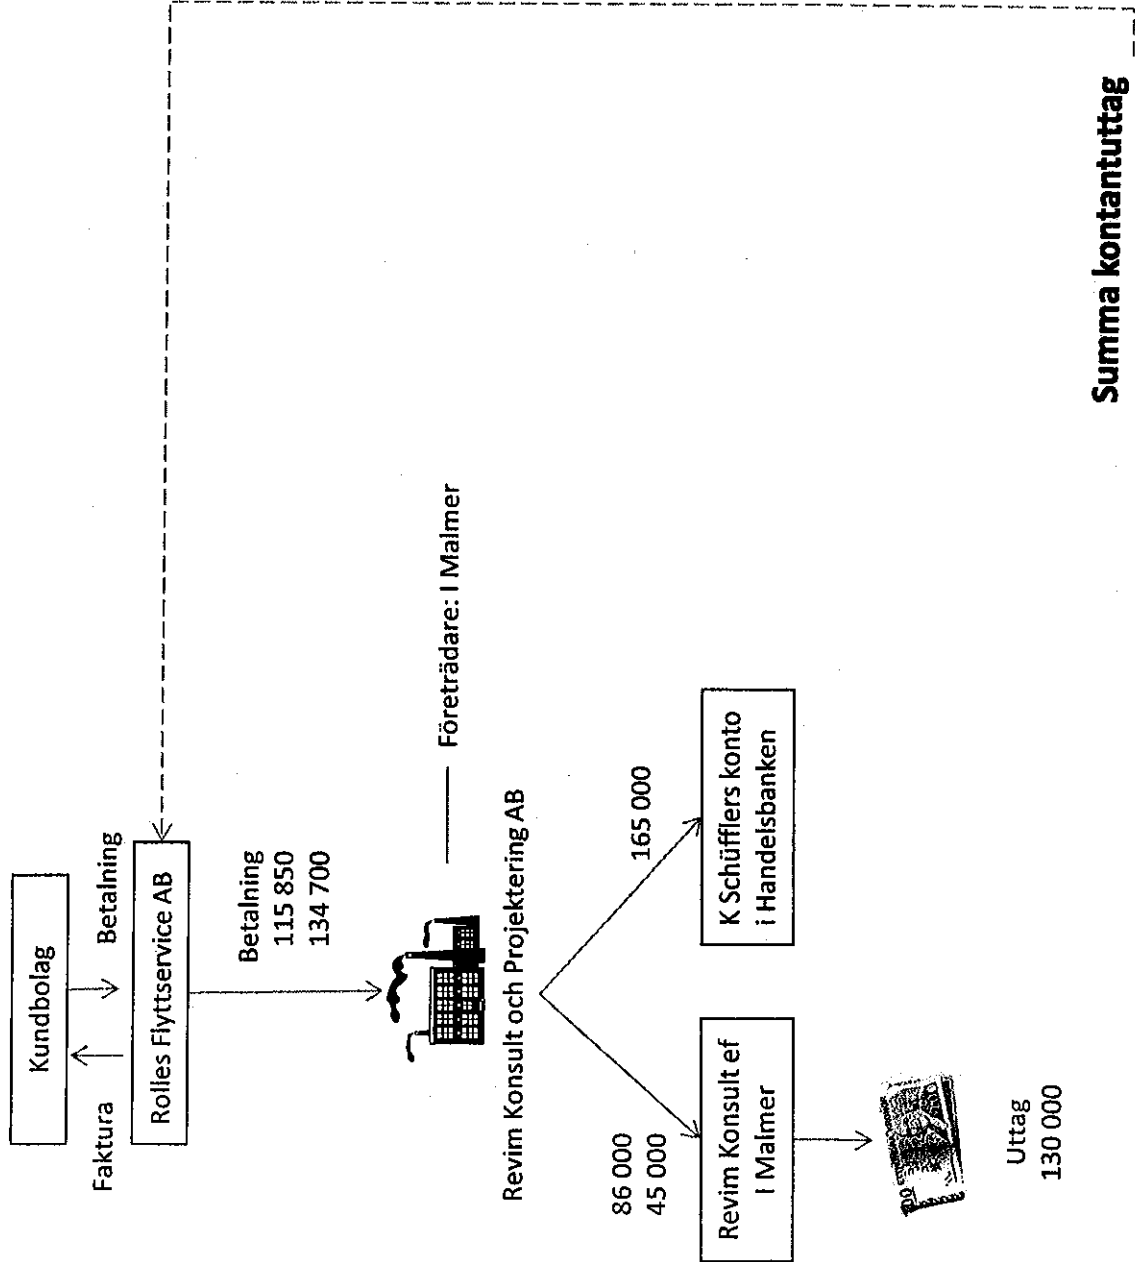 Kundbolag
Faktura
Betalning
Rolles Flyttservice AB
Betalning
115 850
134 700
Företrädare: I Malmer
Revim Konsult och Projektering AB
86 000
45 000
165 000
Revim Konsult ef
I Malmer
K Schüfflers konto
i Handelsbanken
Uttag
130 000
Summa kontantuttag